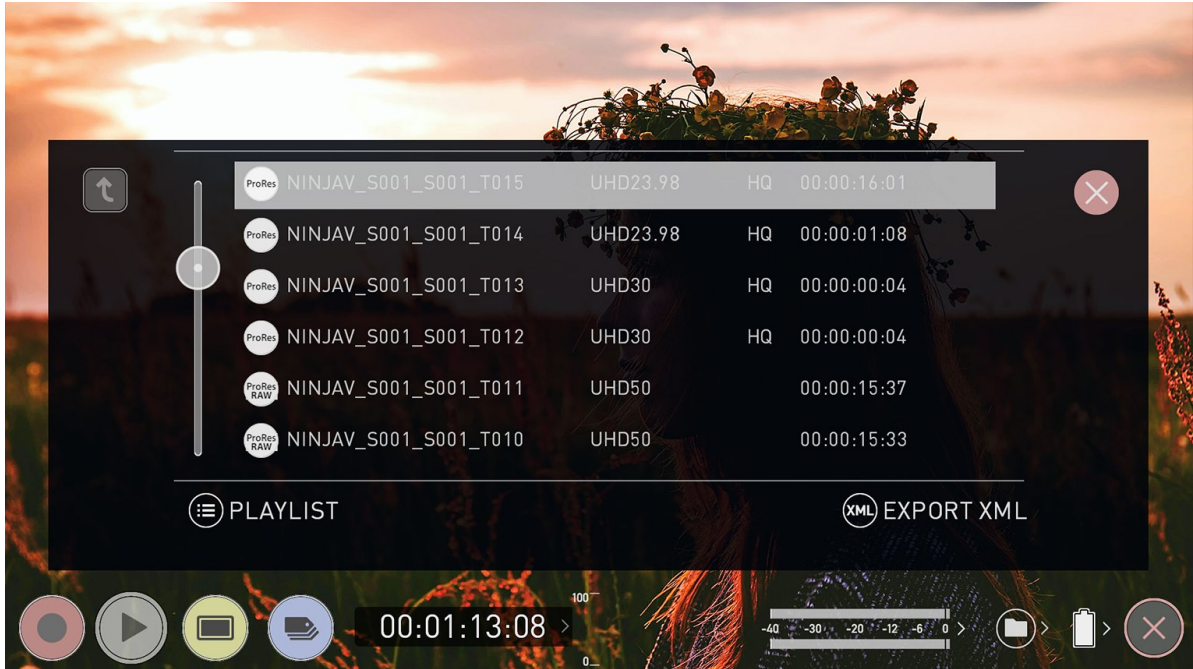 ProRes NINJAV_S001_S001_T015 UHD23.98 HQ 00:00:16:01
ProRes NINJAV_S001_S001_T014 UHD23.98 HQ 00:00:01:08
ProRes NINJAV_S001_S001_T013 UHD30 HQ 00:00:00:04
ProRes NINJAV_S001_S001_T012 UHD30 HQ 00:00:00:04
ProRes RAW NINJAV_S001_S001_T011 UHD50 00:00:15:37
ProRes RAW NINJAV_S001_S001_T010 UHD50 00:00:15:33
PLAYLIST XML EXPORT XML
100
00:01:13:08 > -40 -30 -20 -12 -6 0 > > >
0